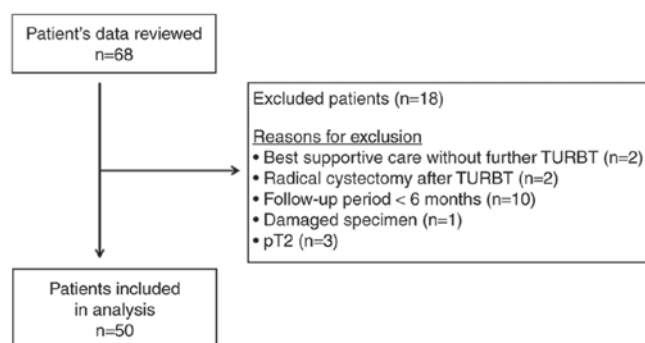 Patient's data reviewed
n=68
Excluded patients (n=18)
Reasons for exclusion
• Best supportive care without further TURBT (n=2)
• Radical cystectomy after TURBT (n=2)
• Follow-up period < 6 months (n=10)
• Damaged specimen (n=1)
• pT2 (n=3)
Patients included
in analysis
n=50